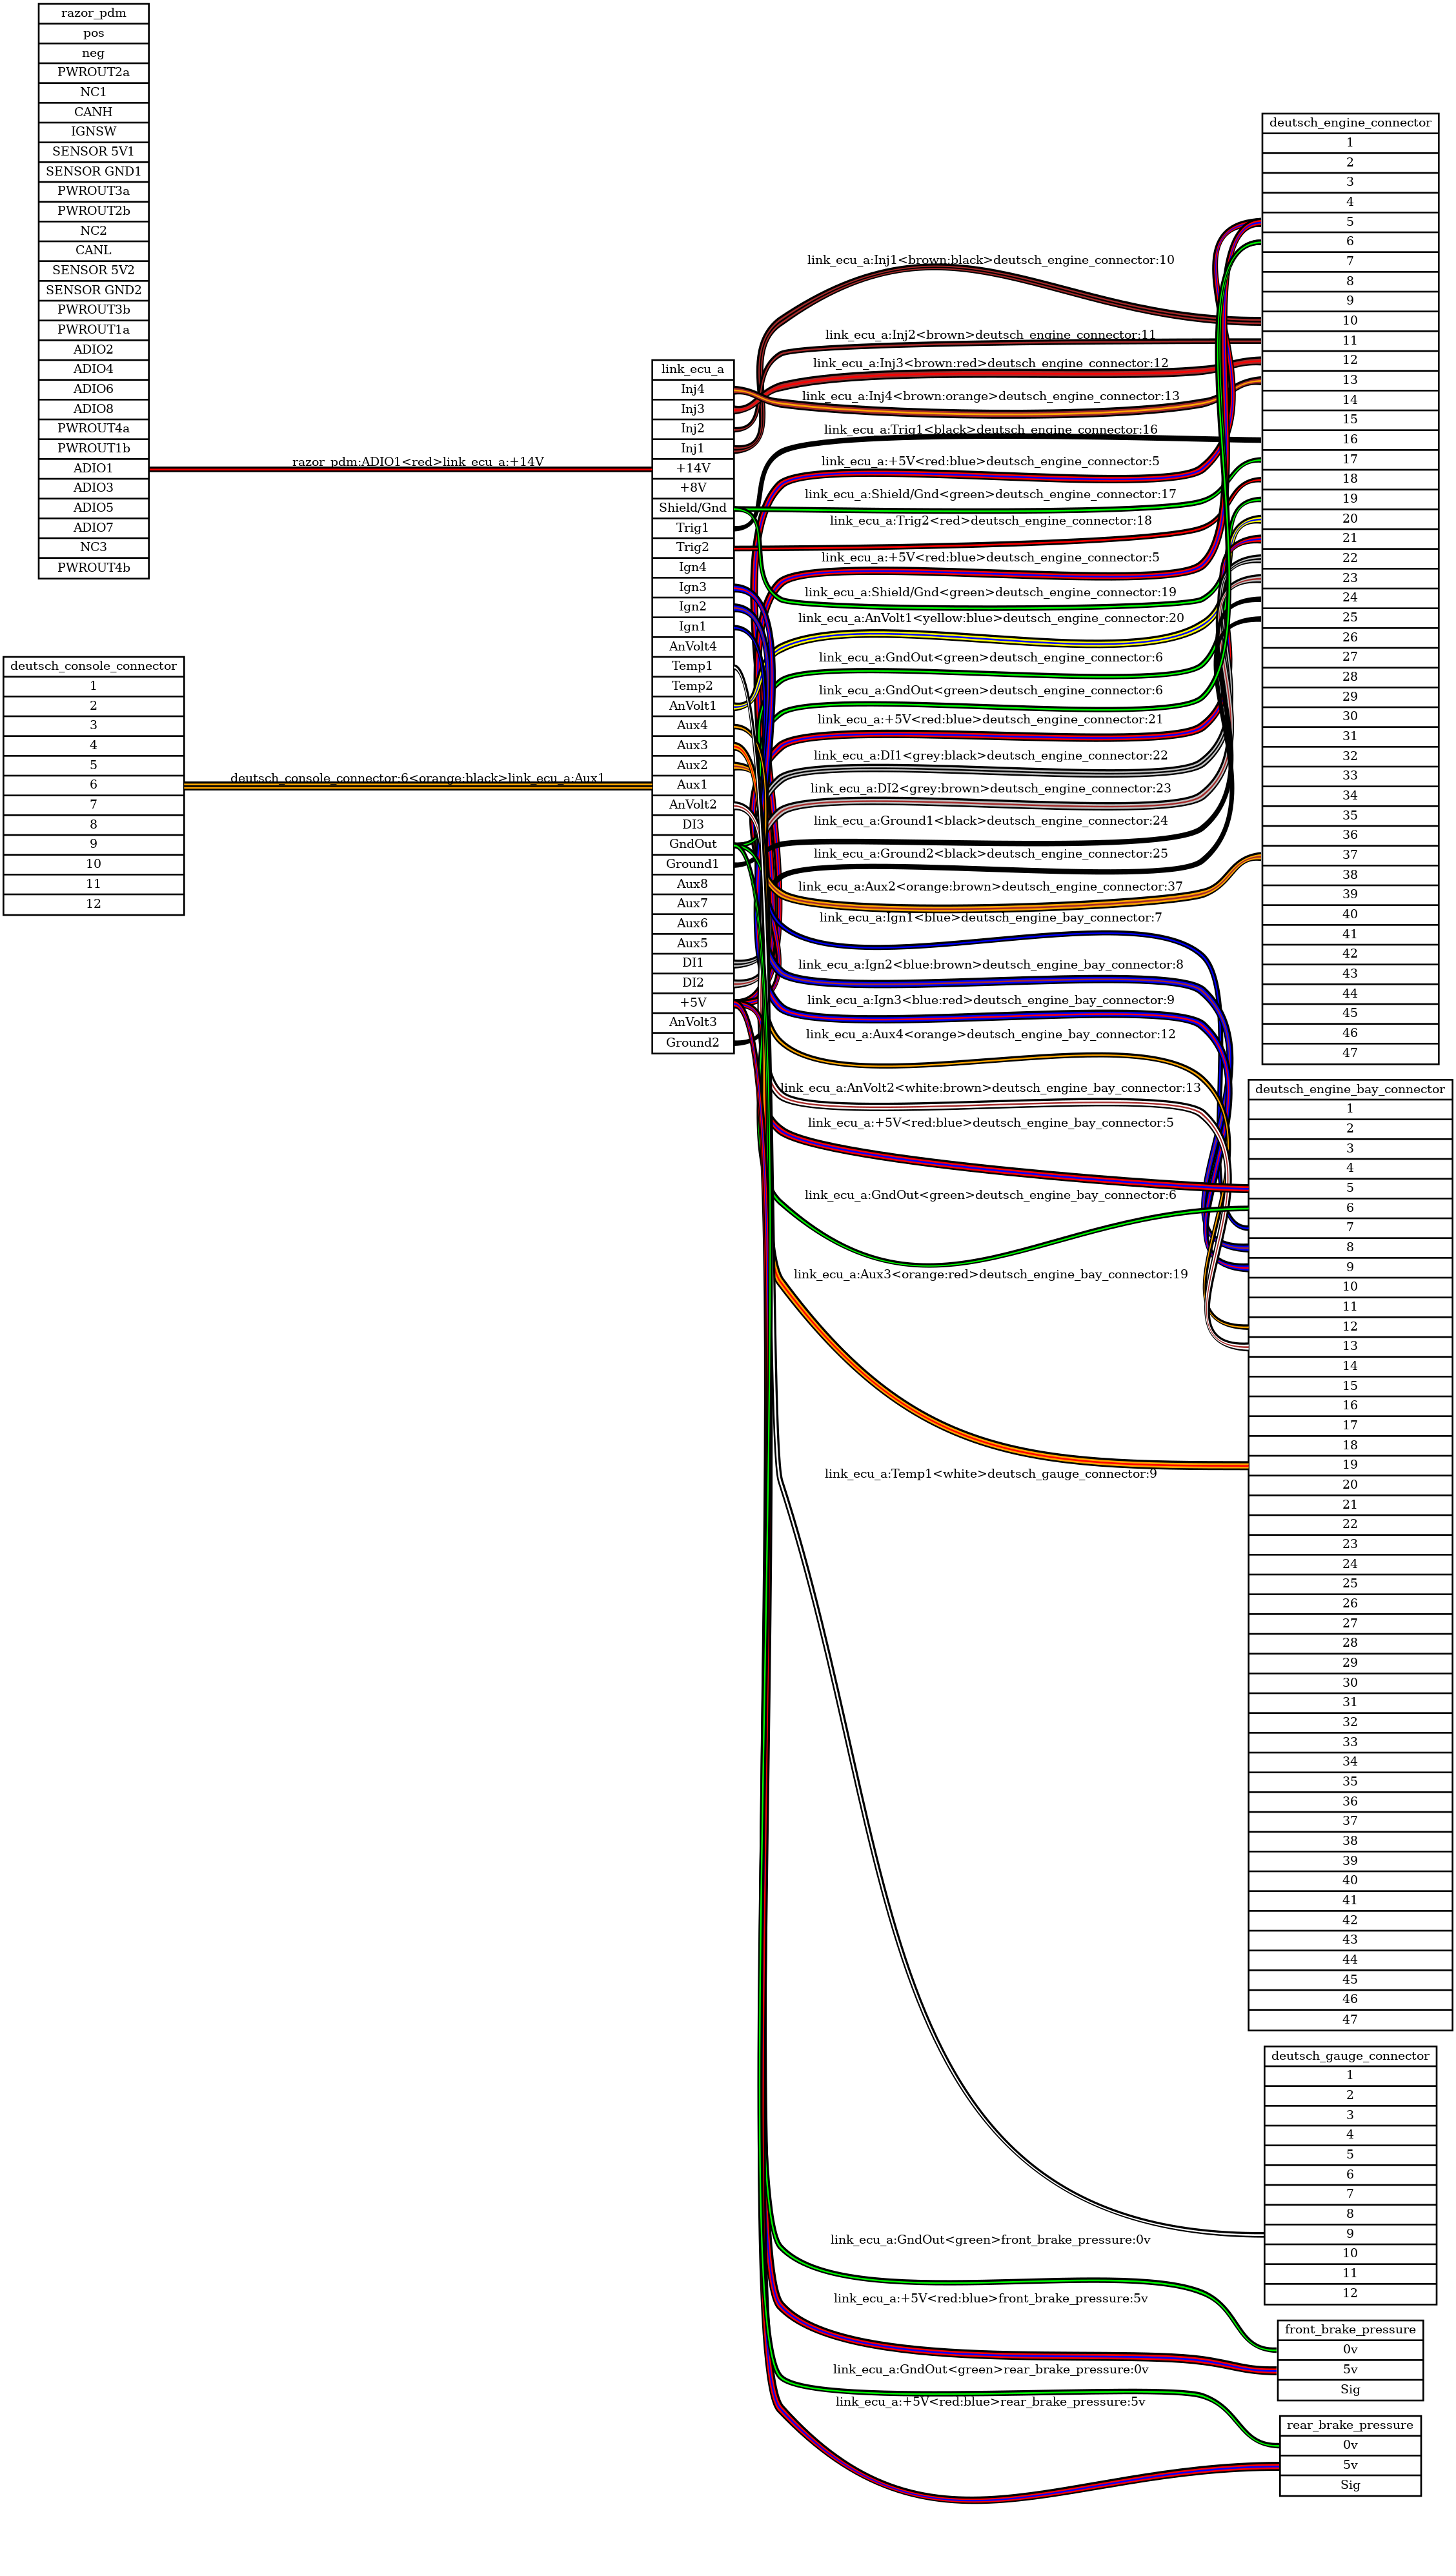 razor_pdm
pos
neg
PWROUT2a
NC1
CANH
IGNSW
SENSOR 5V1
SENSOR GND1
PWROUT3a
PWROUT2b
NC2
CANL
SENSOR 5V2
SENSOR GND2
PWROUT3b
PWROUT1a
ADIO2
ADIO4
ADIO6
ADIO8
PWROUT4a
PWROUT1b
ADIO1
ADIO3
ADIO5
ADIO7
NC3
PWROUT4b
deutsch_console_connector
1
2
3
4
5
6
7
8
9
10
11
12
razor_pdm:ADIO1<red>link_ecu_a:+14V
deutsch_console_connector:6<orange:black>link_ecu_a:Aux1
link_ecu_a
Inj4
Inj3
Inj2
Inj1
+14V
+8V
Shield/Gnd
Trig1
Trig2
Ign4
Ign3
Ign2
Ign1
AnVolt4
Temp1
Temp2
AnVolt1
Aux4
Aux3
Aux2
Aux1
AnVolt2
DI3
GndOut
Ground1
Aux8
Aux7
Aux6
Aux5
DI1
DI2
+5V
AnVolt3
Ground2
link_ecu_a:Inj1<brown:black>deutsch_engine_connector:10
link_ecu_a:Inj2<brown>deutsch_engine_connector:11
link_ecu_a:Inj3<brown:red>deutsch_engine_connector:12
link_ecu_a:Inj4<brown:orange>deutsch_engine_connector:13
link_ecu_a:Trig1<black>deutsch_engine_connector:16
link_ecu_a:+5V<red:blue>deutsch_engine_connector:5
link_ecu_a:Shield/Gnd<green>deutsch_engine_connector:17
link_ecu_a:Trig2<red>deutsch_engine_connector:18
link_ecu_a:+5V<red:blue>deutsch_engine_connector:5
link_ecu_a:Shield/Gnd<green>deutsch_engine_connector:19
link_ecu_a:AnVolt1<yellow:blue>deutsch_engine_connector:20
link_ecu_a:GndOut<green>deutsch_engine_connector:6
link_ecu_a:GndOut<green>deutsch_engine_connector:6
link_ecu_a:+5V<red:blue>deutsch_engine_connector:21
link_ecu_a:DI1<grey:black>deutsch_engine_connector:22
link_ecu_a:DI2<grey:brown>deutsch_engine_connector:23
link_ecu_a:Ground1<black>deutsch_engine_connector:24
link_ecu_a:Ground2<black>deutsch_engine_connector:25
link_ecu_a:Aux2<orange:brown>deutsch_engine_connector:37
link_ecu_a:Ign1<blue>deutsch_engine_bay_connector:7
link_ecu_a:Ign2<blue:brown>deutsch_engine_bay_connector:8
link_ecu_a:Ign3<blue:red>deutsch_engine_bay_connector:9
link_ecu_a:Aux4<orange>deutsch_engine_bay_connector:12
link_ecu_a:AnVolt2<white:brown>deutsch_engine_bay_connector:13
link_ecu_a:+5V<red:blue>deutsch_engine_bay_connector:5
link_ecu_a:GndOut<green>deutsch_engine_bay_connector:6
link_ecu_a:Aux3<orange:red>deutsch_engine_bay_connector:19
link_ecu_a:Temp1<white>deutsch_gauge_connector:9
link_ecu_a:GndOut<green>front_brake_pressure:0v
link_ecu_a:+5V<red:blue>front_brake_pressure:5v
link_ecu_a:GndOut<green>rear_brake_pressure:0v
link_ecu_a:+5V<red:blue>rear_brake_pressure:5v
deutsch_engine_connector
1
2
3
4
5
6
7
8
9
10
11
12
13
14
15
16
17
18
19
20
21
22
23
24
25
26
27
28
29
30
31
32
33
34
35
36
37
38
39
40
41
42
43
44
45
46
47
deutsch_engine_bay_connector
1
2
3
4
5
6
7
8
9
10
11
12
13
14
15
16
17
18
19
20
21
22
23
24
25
26
27
28
29
30
31
32
33
34
35
36
37
38
39
40
41
42
43
44
45
46
47
deutsch_gauge_connector
1
2
3
4
5
6
7
8
9
10
11
12
front_brake_pressure
0v
5v
Sig
rear_brake_pressure
0v
5v
Sig